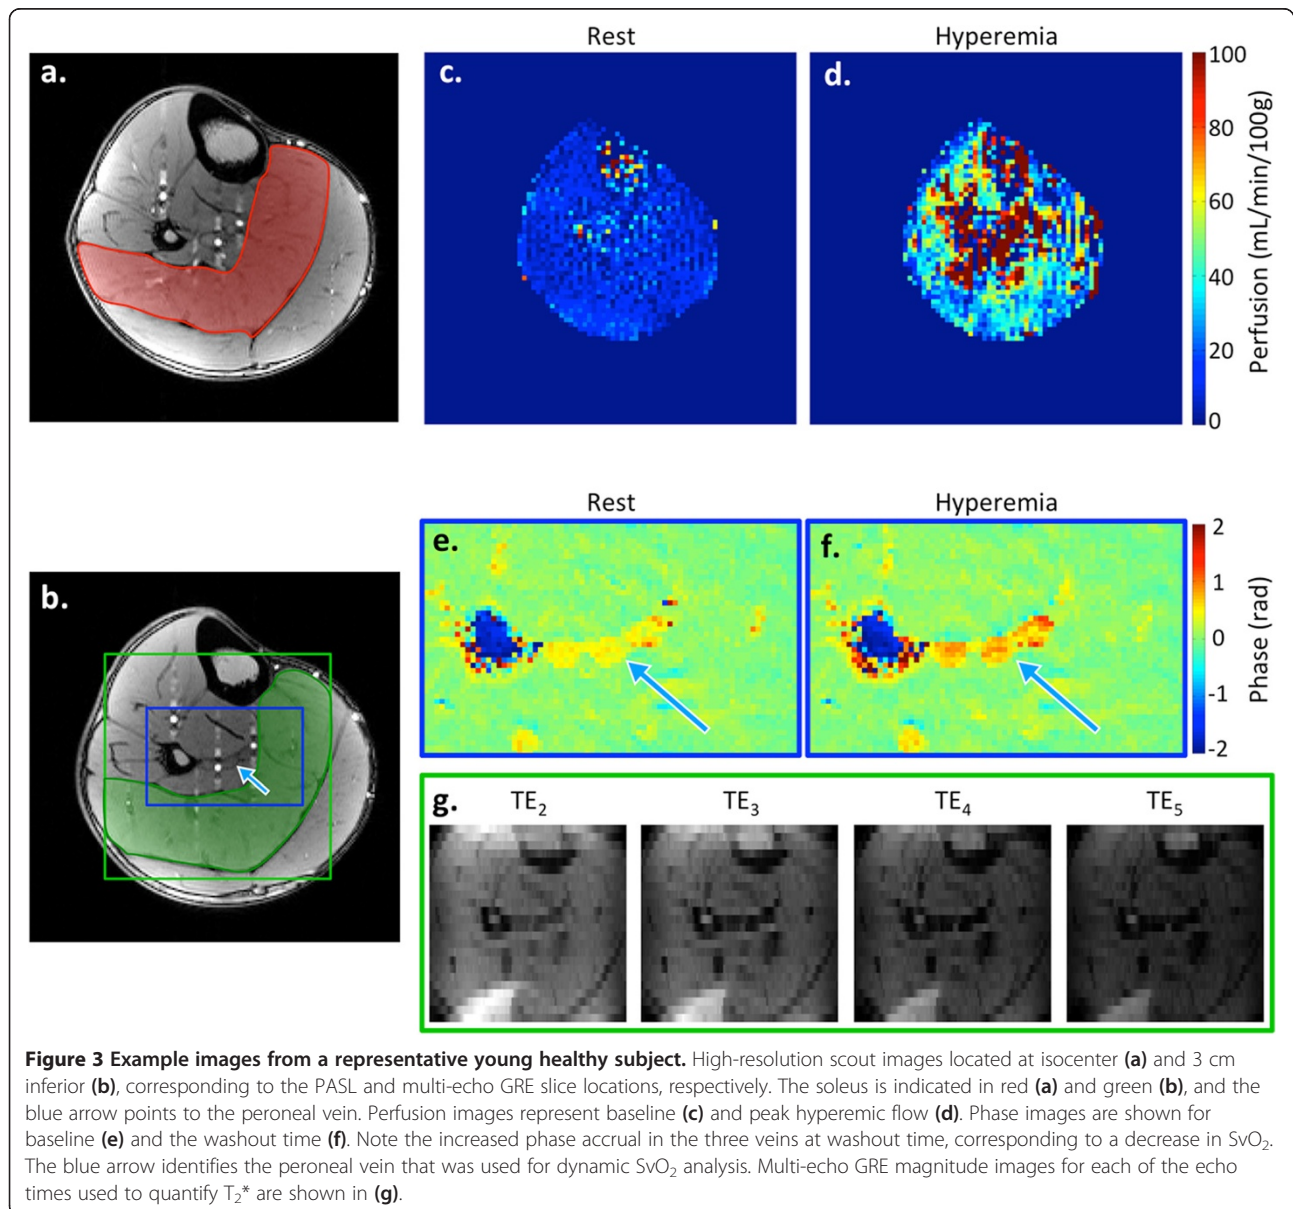 Rest
Hyperemia
a.
c.
d.
100
80
60
40
20
0
Perfusion (mL/min/100g)
Rest
Hyperemia
b.
e.
f.
2
1
0
-1
-2
Phase (rad)
g.
TE₂
TE₃
TE₄
TE₅
Figure 3 Example images from a representative young healthy subject. High-resolution scout images located at isocenter (a) and 3 cm
inferior (b), corresponding to the PASL and multi-echo GRE slice locations, respectively. The soleus is indicated in red (a) and green (b), and the
blue arrow points to the peroneal vein. Perfusion images represent baseline (c) and peak hyperemic flow (d). Phase images are shown for
baseline (e) and the washout time (f). Note the increased phase accrual in the three veins at washout time, corresponding to a decrease in SvO₂.
The blue arrow identifies the peroneal vein that was used for dynamic SvO₂ analysis. Multi-echo GRE magnitude images for each of the echo
times used to quantify T₂* are shown in (g).